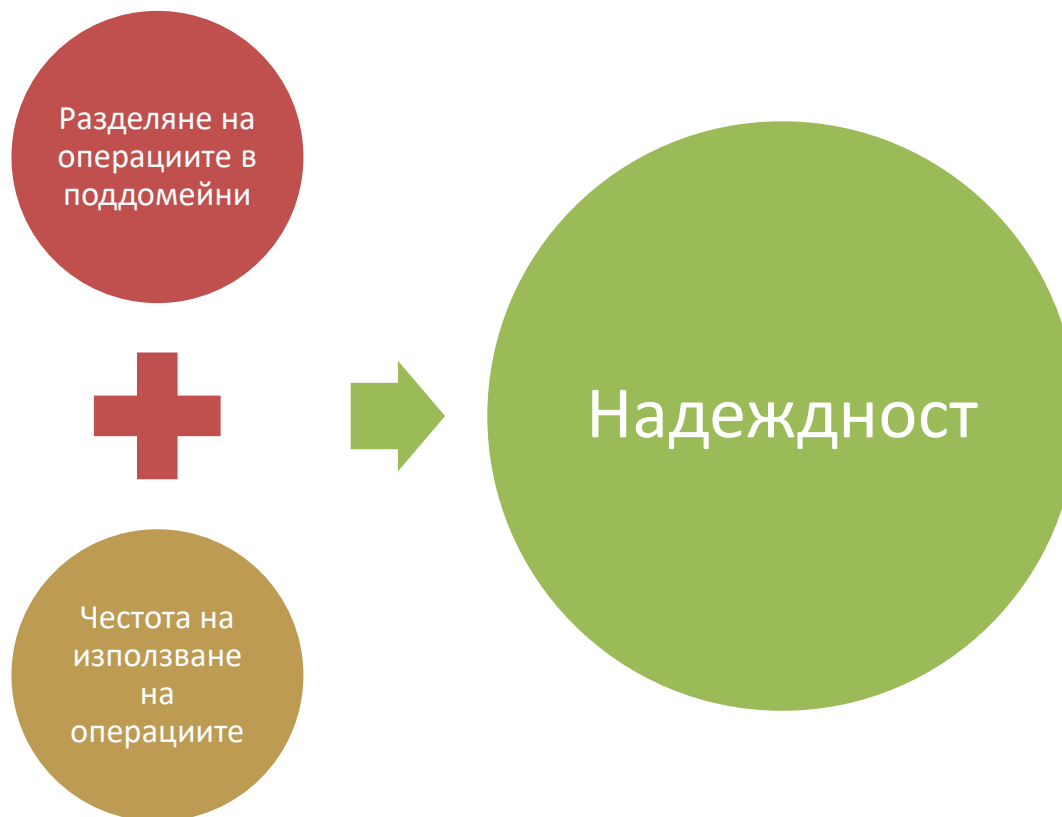 Разделяне на
операциите в
поддомейни
Честота на
използване
на
операциите
Надеждност